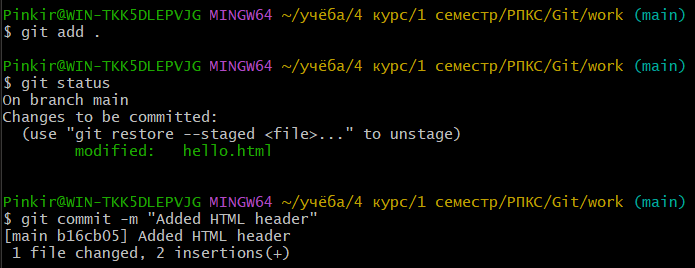 Pinkir@WIN-TKK5DLEPVJG MINGW64 ~/учёба/4 курс/1 семестр/РПКС/Git/work (main)
$ git add .
Pinkir@WIN-TKK5DLEPVJG MINGW64 ~/учёба/4 курс/1 семестр/РПКС/Git/work (main)
$ git status
On branch main
Changes to be committed:
  (use "git restore --staged <file>..." to unstage)
        modified:   hello.html
Pinkir@WIN-TKK5DLEPVJG MINGW64 ~/учёба/4 курс/1 семестр/РПКС/Git/work (main)
$ git commit -m "Added HTML header"
[main b16cb05] Added HTML header
 1 file changed, 2 insertions(+)